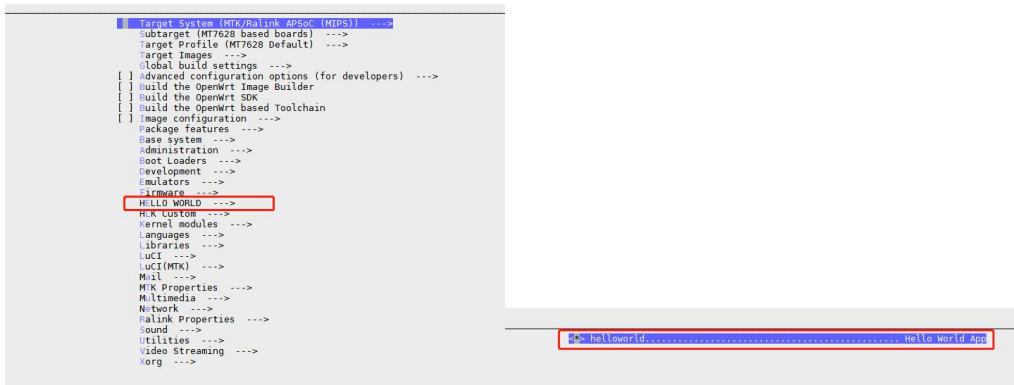 Target System (MTK/Ralink APSoC (MIPS))  --->
Subtarget (MT7628 based boards)  --->
Target Profile (MT7628 Default)  --->
Target Images  --->
Global build settings  --->
[ ] Advanced configuration options (for developers)  --->
[ ] Build the OpenWrt Image Builder
[ ] Build the OpenWrt SDK
[ ] Build the OpenWrt based Toolchain
[ ] Image configuration  --->
Package features  --->
Base system  --->
Administration  --->
Boot Loaders  --->
Development  --->
Emulators  --->
Firmware  --->
HELLO WORLD  --->
HLK Custom  --->
Kernel modules  --->
Languages  --->
Libraries  --->
LuCI  --->
LuCI(MTK)  --->
Mail  --->
MTK Properties  --->
Multimedia  --->
Network  --->
Ralink Properties  --->
Sound  --->
Utilities  --->
Video Streaming  --->
Xorg  --->
<*> helloworld................................................ Hello World App